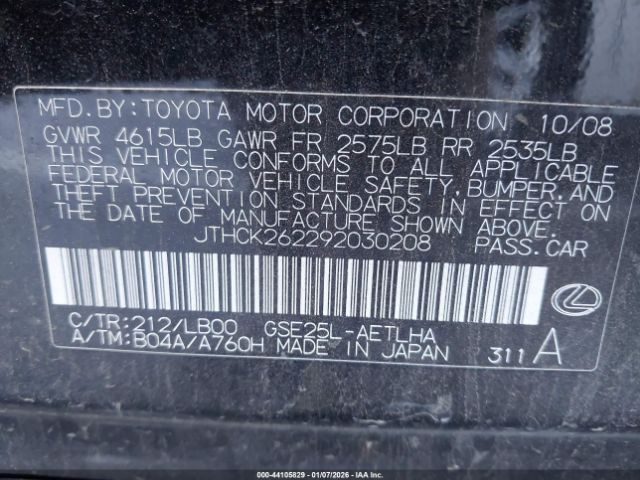 MFD.BY:TOYOTA MOTOR CORPORATION 10/08
GVWR 4615LB GAWR FR 2575LB RR 2535LB
THIS VEHICLE CONFORMS TO ALL APPLICABLE
FEDERAL MOTOR VEHICLE SAFETY,BUMPER,AND
THEFT PREVENTION STANDARDS IN EFFECT ON
THE DATE OF MANUFACTURE SHOWN ABOVE.
JTHCK262292030208 PASS.CAR
C/TR:212/LB00 GSE25L-AETLHA
A/TM:B04A/A760H MADE IN JAPAN 311 A
000-44105829 - 01/07/2026 - IAAI.COM